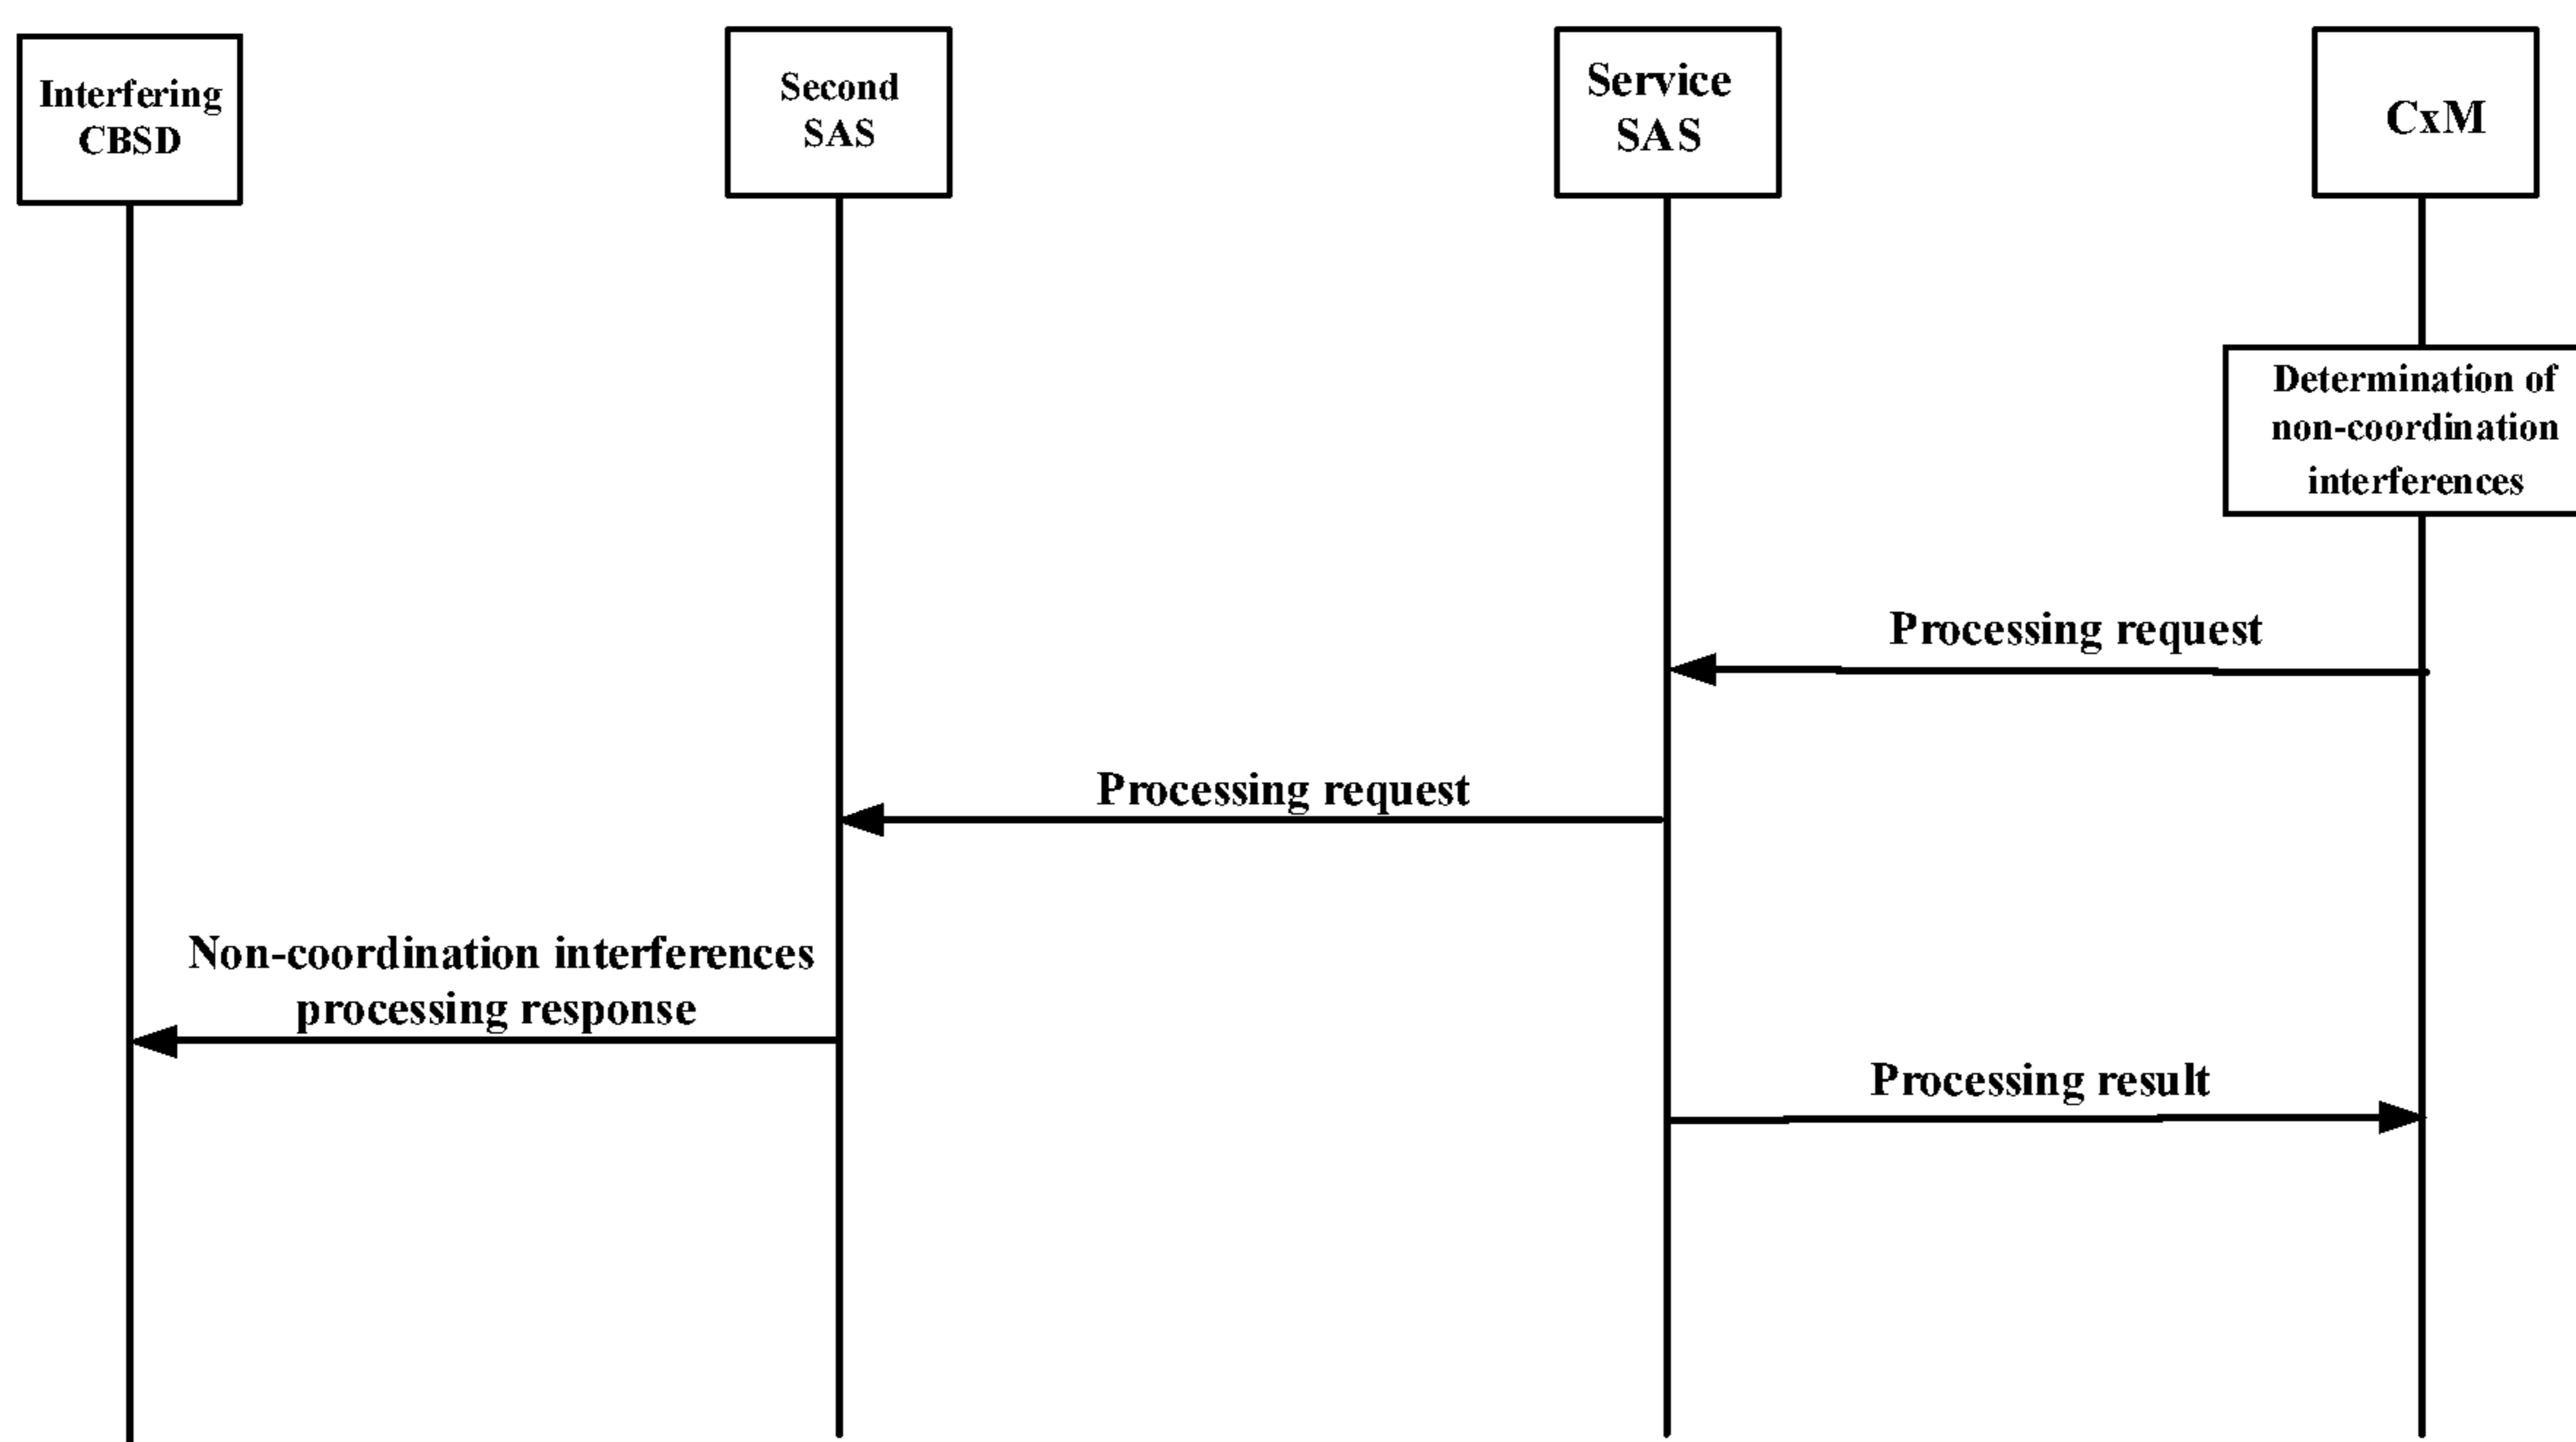 Interfering
CBSD
Second
SAS
Service
SAS
CxM
Determination of
non-coordination
interferences
Processing request
Processing request
Non-coordination interferences
processing response
Processing result